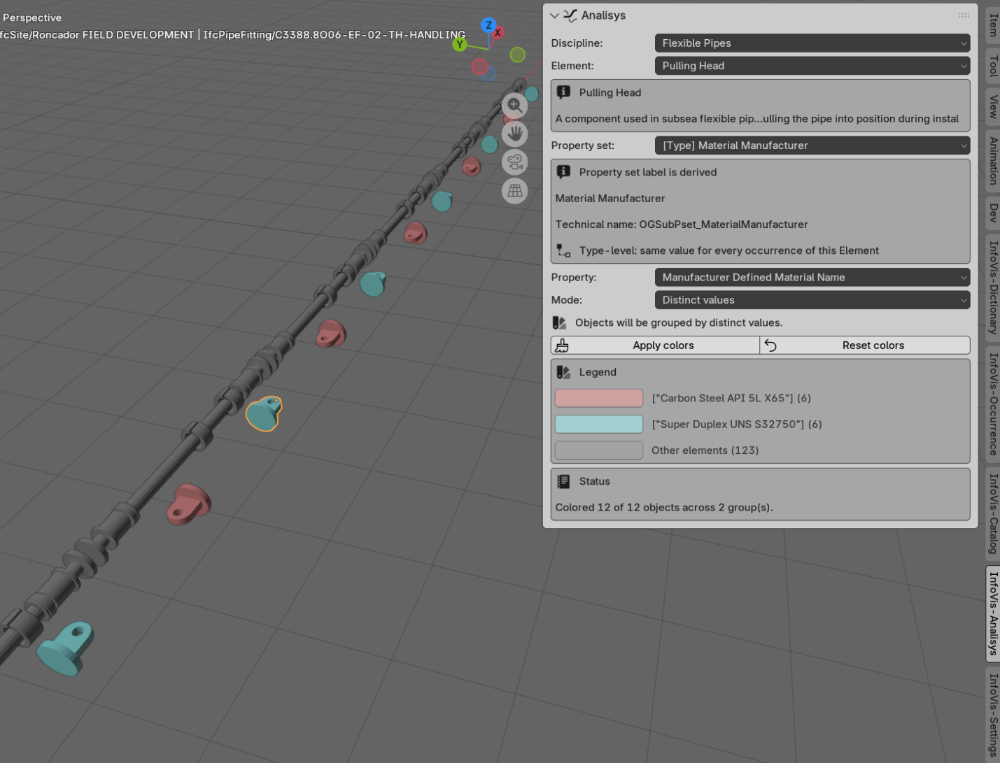 Perspective
fcSite/Roncador FIELD DEVELOPMENT | IfcPipeFitting/C3388.8O06-EF-02-TH-HANDLING
Z
X
Y
Analisys
Discipline: Flexible Pipes
Element: Pulling Head
Pulling Head
A component used in subsea flexible pip...ulling the pipe into position during instal
Property set: [Type] Material Manufacturer
Property set label is derived
Material Manufacturer
Technical name: OGSubPset_MaterialManufacturer
Type-level: same value for every occurrence of this Element
Property: Manufacturer Defined Material Name
Mode: Distinct values
Objects will be grouped by distinct values.
Apply colors Reset colors
Legend
["Carbon Steel API 5L X65"] (6)
["Super Duplex UNS S32750"] (6)
Other elements (123)
Status
Colored 12 of 12 objects across 2 group(s).
Item
Tool
View
Animation
Dev
InfoVis-Dictionary
InfoVis-Occurrence
InfoVis-Catalog
InfoVis-Analisys
InfoVis-Settings